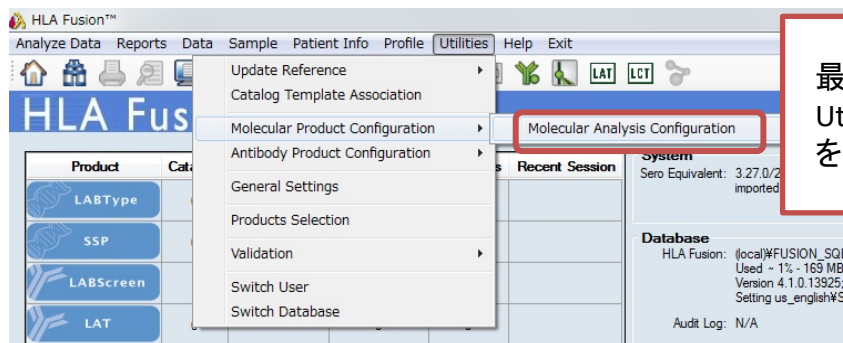 HLA Fusion™
Analyze Data Reports Data Sample Patient Info Profile Utilities Help Exit
LAT LCT
HLA Fus
Update Reference
Catalog Template Association
Molecular Product Configuration
Molecular Analysis Configuration
Antibody Product Configuration
General Settings
Products Selection
Validation
Switch User
Switch Database
Product Cata s Recent Session
LABType
SSP
LABScreen
LAT
System
Sero Equivalent: 3.27.0/2
imported
Database
HLA Fusion: (local)¥FUSION_SQL
Used ~ 1% - 169 MB
Version 4.1.0.13925;
Setting us_english¥S
Audit Log: N/A
最
Ut
を